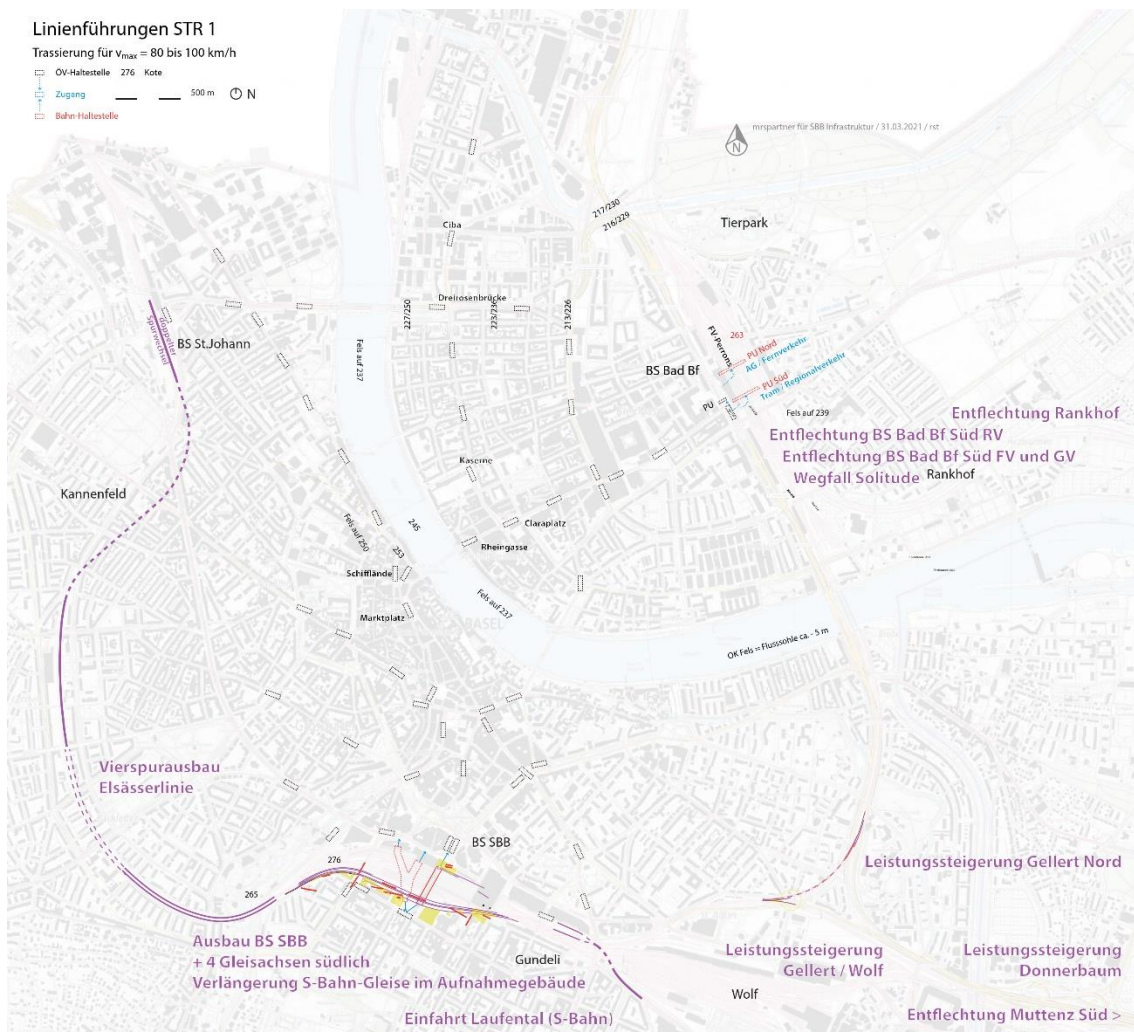 Linienführungen STR 1
Trassierung für vmax = 80 bis 100 km/h
ÖV-Haltestelle 276 Kote
Zugang 500 m N
Bahn-Haltestelle
mrspartner für SBB Infrastruktur / 31.03.2021 / rst
N
217/230
216/229
Tierpark
Ciba
Dreirosenbrücke
227/250
223/236
213/226
doppelter
Spurwechsel
BS St.Johann
Fels auf 237
FV-Perrons
263
PU Nord
AG / Fernverkehr
BS Bad Bf
PU Süd
Tram / Regionalverkehr
PU
Fels auf 239
Entflechtung Rankhof
Entflechtung BS Bad Bf Süd RV
Entflechtung BS Bad Bf Süd FV und GV
Wegfall Solitude
Rankhof
Kaserne
Kannenfeld
Claraplatz
Fels auf 250
245
253
Rheingasse
Schifflände
Marktplatz
BASEL
Fels auf 237
OK Fels = Flusssohle ca. - 5 m
Vierspurausbau
Elsässerlinie
BS SBB
276
265
Leistungssteigerung Gellert Nord
Ausbau BS SBB
+ 4 Gleisachsen südlich
Verlängerung S-Bahn-Gleise im Aufnahmegebäude
Gundeli
Leistungssteigerung
Gellert / Wolf
Leistungssteigerung
Donnerbaum
Wolf
Einfahrt Laufental (S-Bahn)
Entflechtung Muttenz Süd >